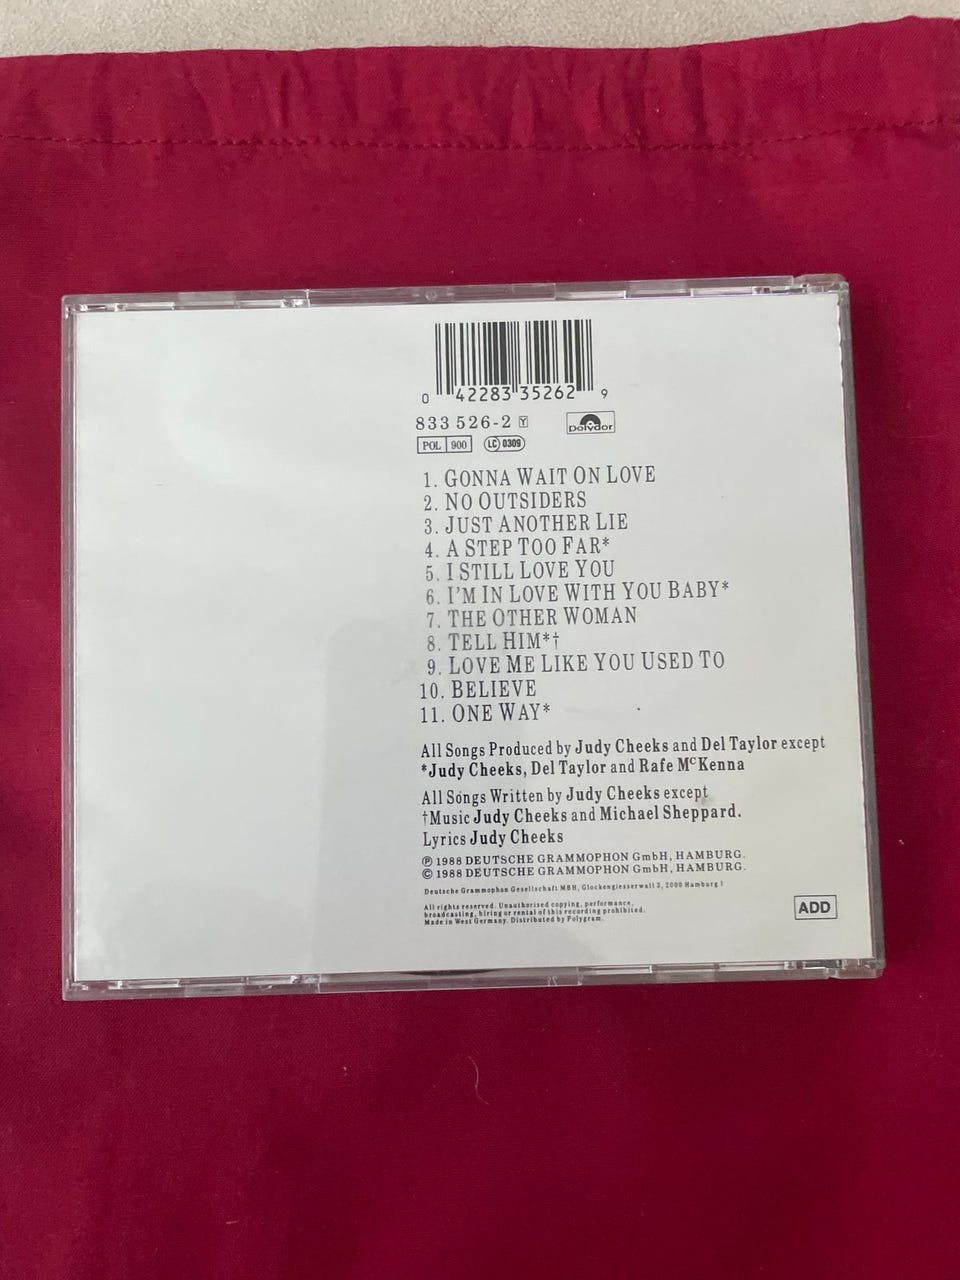 0 42283 35262 9
833 526-2 Y polydor
POL 900 LC 0309
1. GONNA WAIT ON LOVE
2. NO OUTSIDERS
3. JUST ANOTHER LIE
4. A STEP TOO FAR*
5. I STILL LOVE YOU
6. I'M IN LOVE WITH YOU BABY*
7. THE OTHER WOMAN
8. TELL HIM*†
9. LOVE ME LIKE YOU USED TO
10. BELIEVE
11. ONE WAY*
All Songs Produced by Judy Cheeks and Del Taylor except
*Judy Cheeks, Del Taylor and Rafe McKenna
All Songs Written by Judy Cheeks except
†Music Judy Cheeks and Michael Sheppard.
Lyrics Judy Cheeks
℗ 1988 DEUTSCHE GRAMMOPHON GmbH, HAMBURG.
© 1988 DEUTSCHE GRAMMOPHON GmbH, HAMBURG.
Deutsche Grammophon Gesellschaft MBH, Glockengiesserwall 3, 2000 Hamburg 1
All rights reserved. Unauthorised copying, performance,
broadcasting, hiring or rental of this recording prohibited.
Made in West Germany. Distributed by Polygram.
ADD